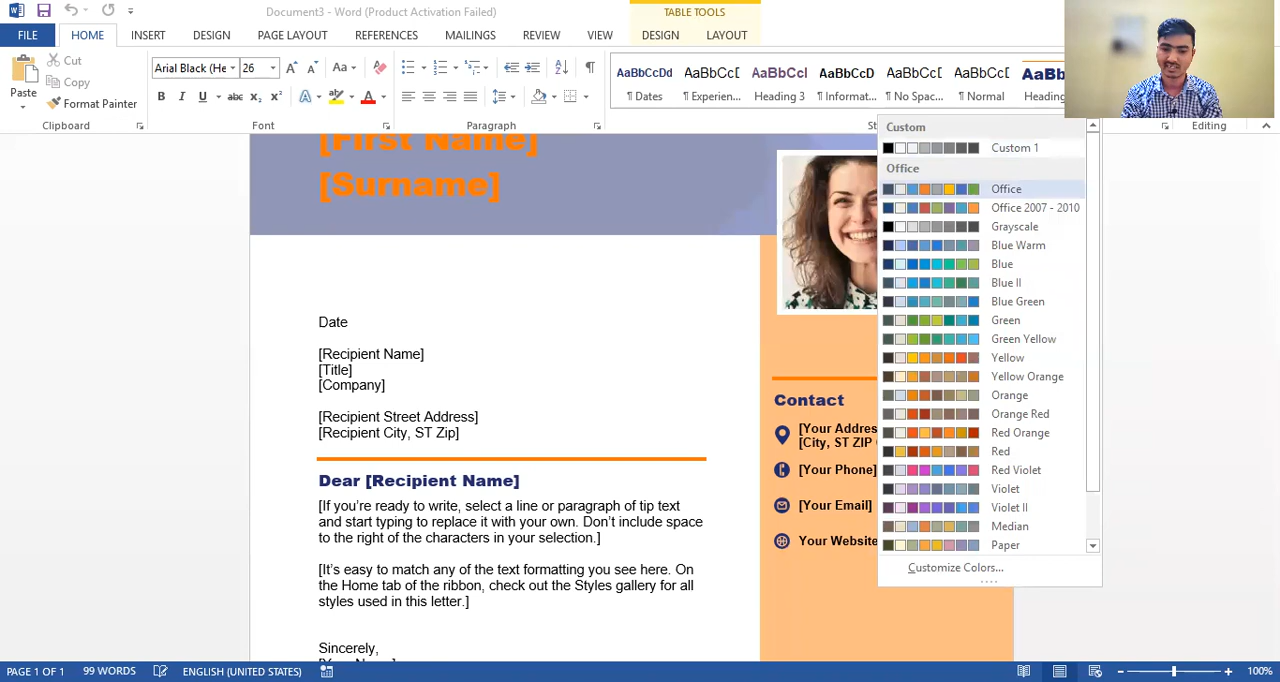 Document3 - Word (Product Activation Failed)
TABLE TOOLS
FILE
HOME
INSERT
DESIGN
PAGE LAYOUT
REFERENCES
MAILINGS
REVIEW
VIEW
DESIGN
LAYOUT
Paste
Cut
Copy
Format Painter
Clipboard
Arial Black (He
26
Aa
Font
Paragraph
AaBbCcDd
¶ Dates
AaBbCcD
¶ Experien...
AaBbCcI
Heading 3
AaBbCcD
¶ Informat...
AaBbCcD
¶ No Spac...
AaBbCcD
¶ Normal
AaBb
Heading
Editing
[First Name]
[Surname]
Date
[Recipient Name]
[Title]
[Company]
[Recipient Street Address]
[Recipient City, ST Zip]
Dear [Recipient Name]
[If you're ready to write, select a line or paragraph of tip text
and start typing to replace it with your own. Don't include space
to the right of the characters in your selection.]
[It's easy to match any of the text formatting you see here. On
the Home tab of the ribbon, check out the Styles gallery for all
styles used in this letter.]
Sincerely,
Contact
[Your Address
[City, ST ZIP
[Your Phone]
[Your Email]
Your Website
Custom
Custom 1
Office
Office
Office 2007 - 2010
Grayscale
Blue Warm
Blue
Blue II
Blue Green
Green
Green Yellow
Yellow
Yellow Orange
Orange
Orange Red
Red Orange
Red
Red Violet
Violet
Violet II
Median
Paper
Customize Colors...
PAGE 1 OF 1
99 WORDS
ENGLISH (UNITED STATES)
100%